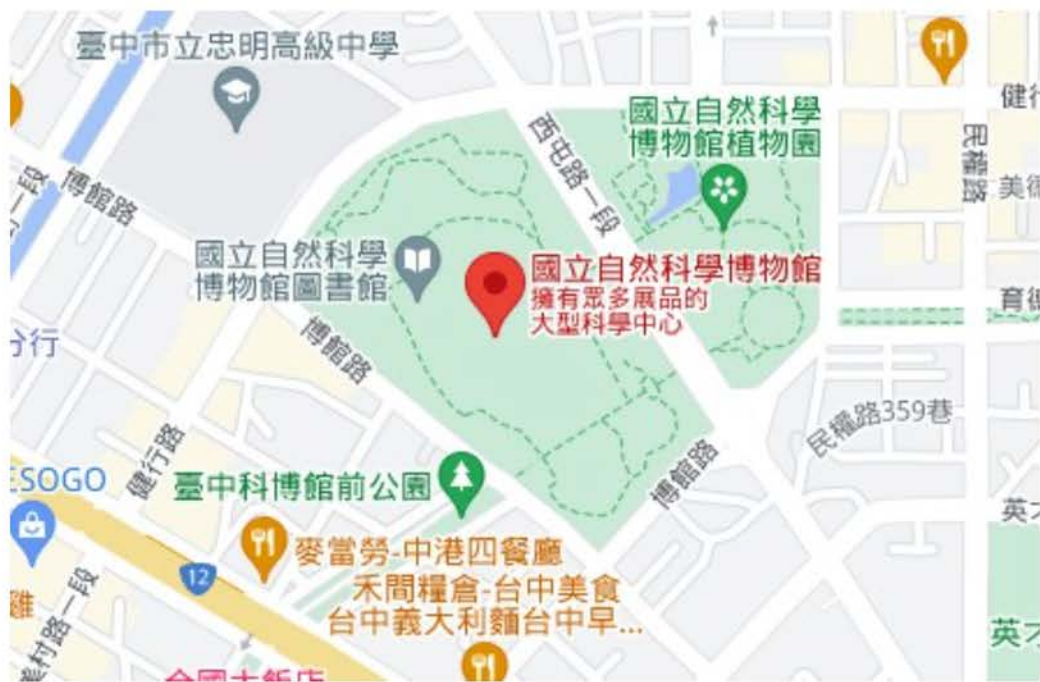 臺中市立忠明高級中學
國立自然科學
博物館植物園
健行
民權路
西屯路一段
博館路
美術
國立自然科學
博物館圖書館
國立自然科學博物館
擁有眾多展品的
大型科學中心
育德
分行
博館路
民權路359巷
健行路
SOGO
臺中科博館前公園
博館路
英才
麥當勞-中港四餐廳
12
禾間糧倉-台中美食
台中義大利麵台中早...
雞
村路一段
英才